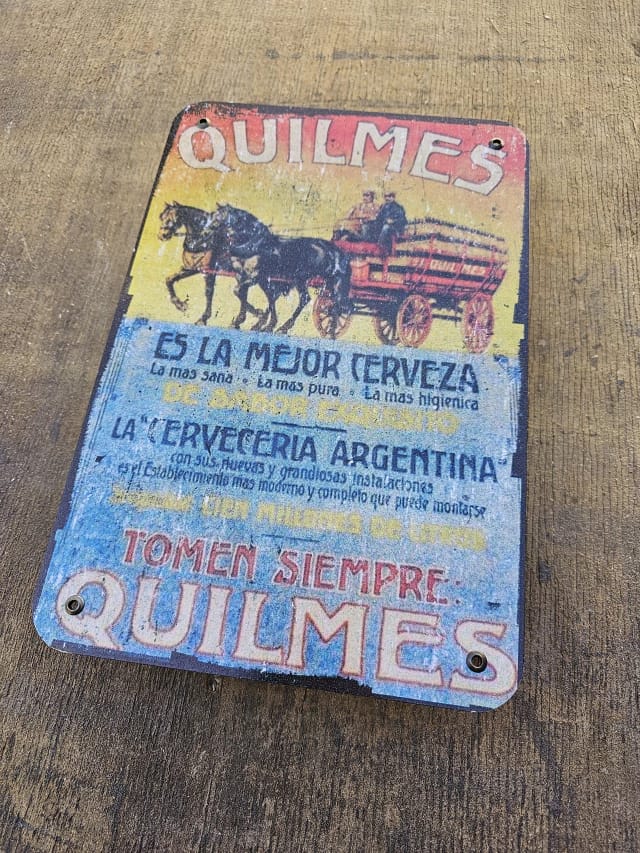 QUILMES
QUILMES
ES LA MEJOR CERVEZA
La mas sana · La mas pura · La mas higienica
DE SABOR EXQUISITO
LA "CERVECERIA ARGENTINA"
con sus nuevas y grandiosas instalaciones
es el Establecimiento mas moderno y completo que puede montarse
CIEN MILLONES DE LITROS
TOMEN SIEMPRE:
QUILMES